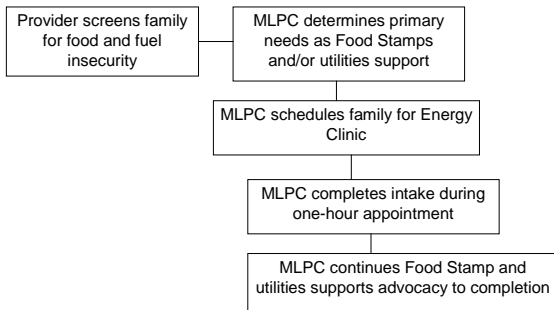 Provider screens family
for food and fuel
insecurity
MLPC determines primary
needs as Food Stamps
and/or utilities support
MLPC schedules family for Energy
Clinic
MLPC completes intake during
one-hour appointment
MLPC continues Food Stamp and
utilities supports advocacy to completion